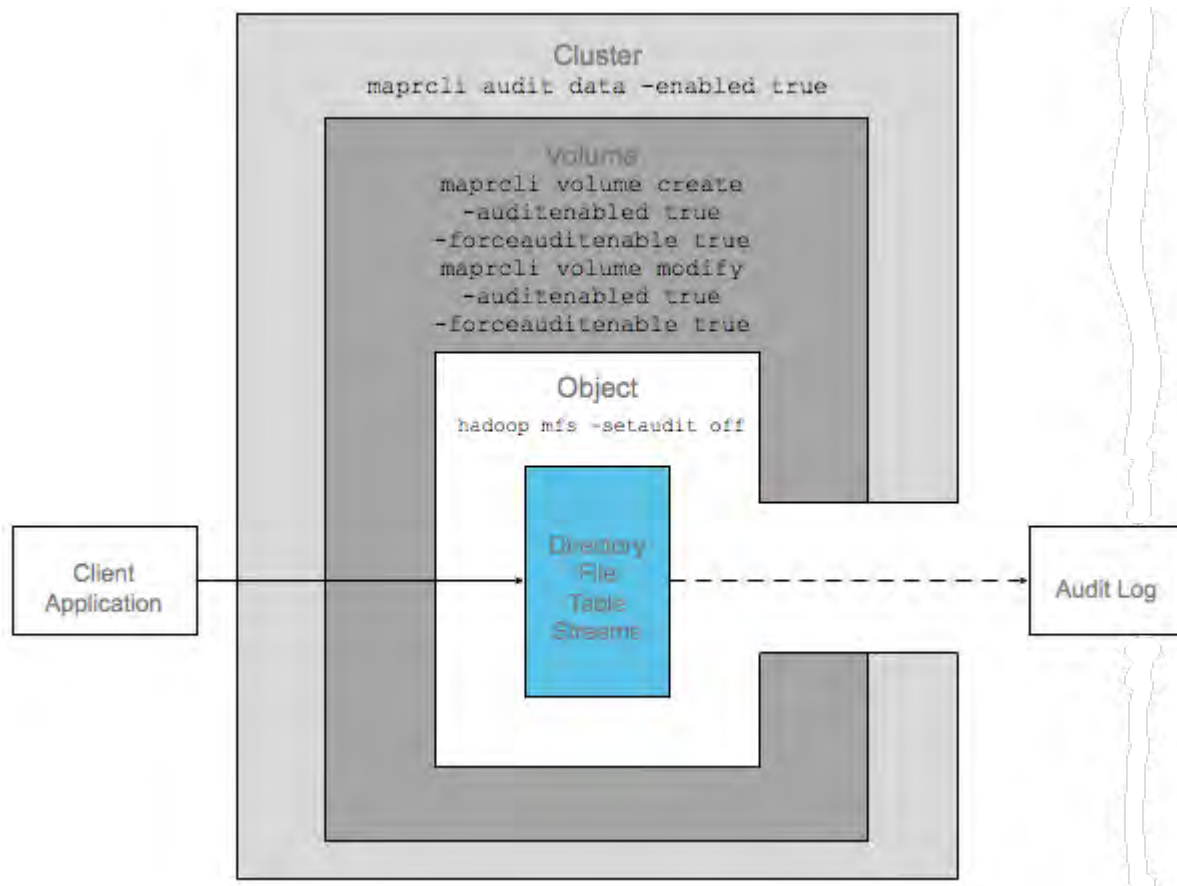 Cluster
maprcli audit data -enabled true
Volume
maprcli volume create
-auditenabled true
-forceauditenable true
maprcli volume modify
-auditenabled true
-forceauditenable true
Object
hadoop mfs -setaudit off
Directory
File
Table
Streams
Client
Application
Audit Log